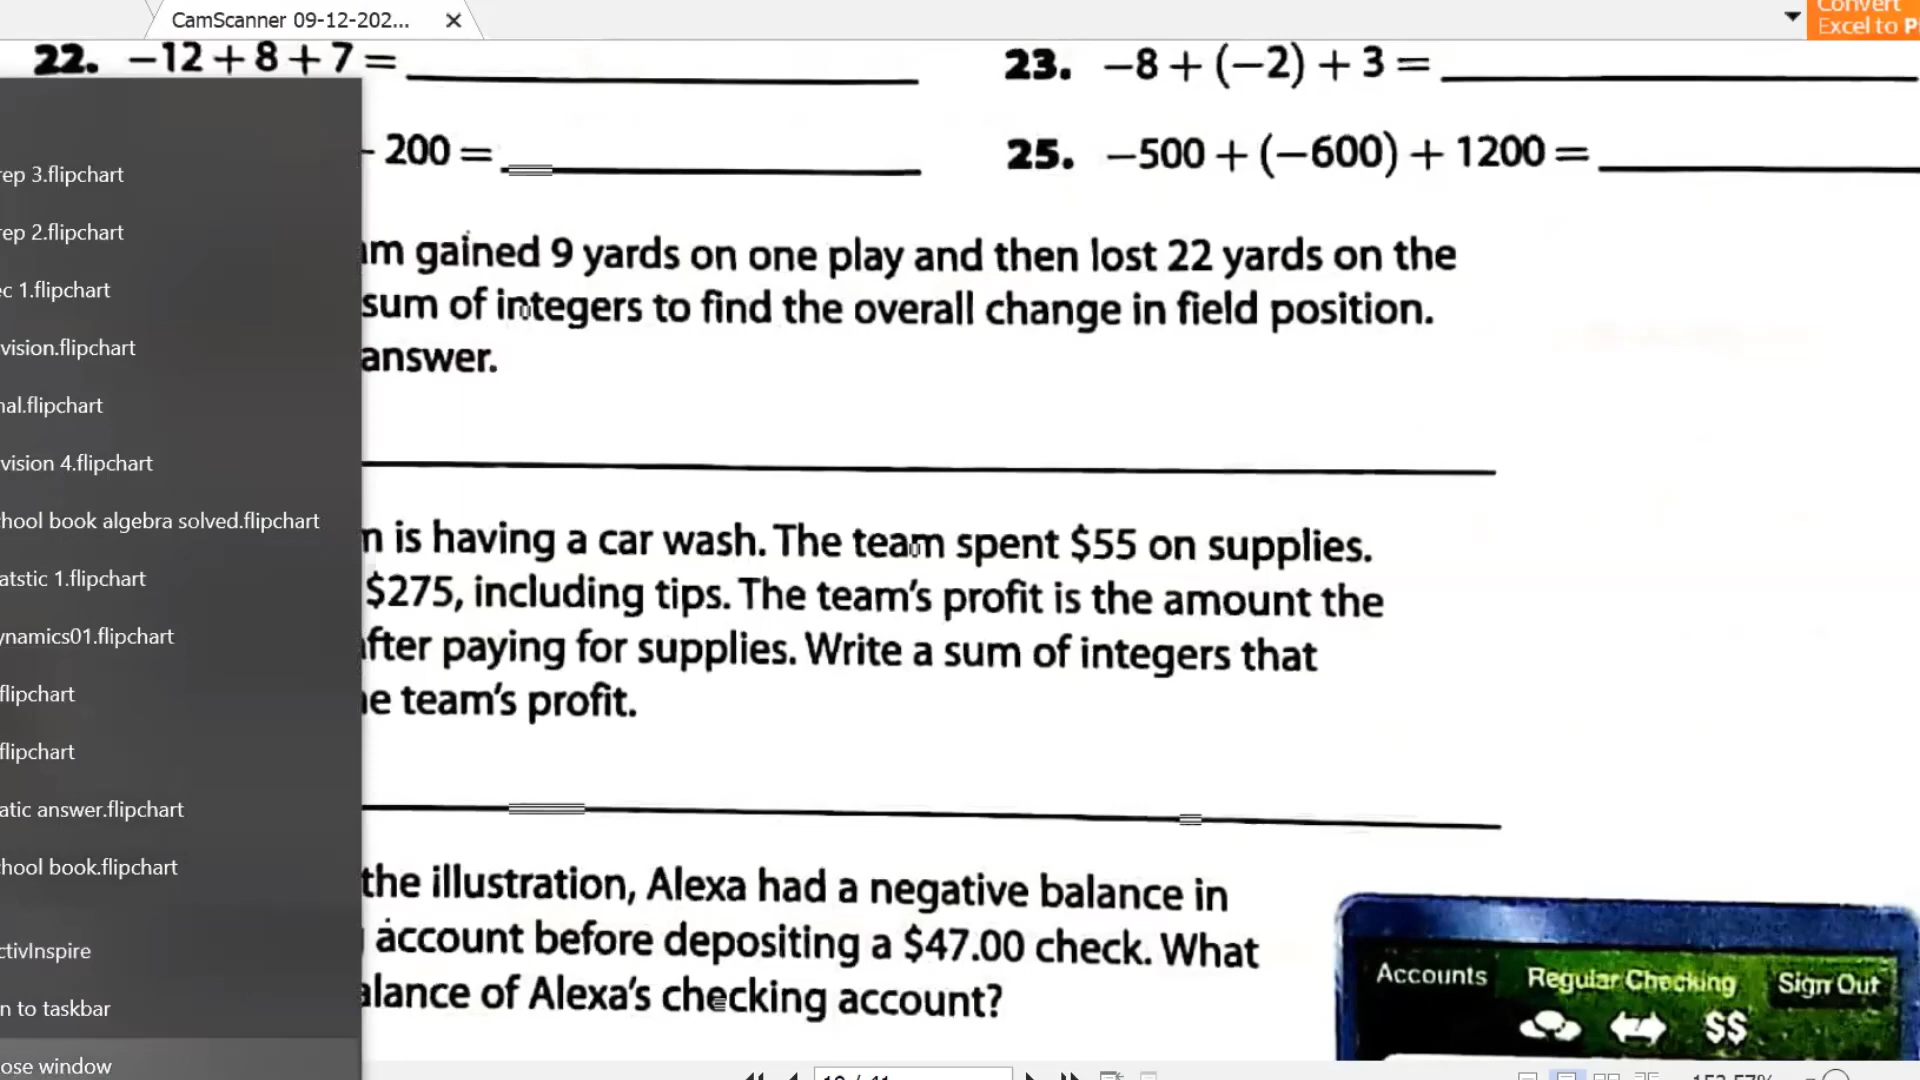 CamScanner 09-12-202...
Convert
Excel to P
22. −12 + 8 + 7 =
23. −8 + (−2) + 3 =
200 =
25. −500 + (−600) + 1200 =
am gained 9 yards on one play and then lost 22 yards on the
sum of integers to find the overall change in field position.
answer.
n is having a car wash. The team spent $55 on supplies.
$275, including tips. The team's profit is the amount the
after paying for supplies. Write a sum of integers that
e team's profit.
the illustration, Alexa had a negative balance in
account before depositing a $47.00 check. What
alance of Alexa's checking account?
Accounts Regular Checking Sign Out
$$
ep 3.flipchart
ep 2.flipchart
ec 1.flipchart
vision.flipchart
nal.flipchart
vision 4.flipchart
hool book algebra solved.flipchart
atstic 1.flipchart
ynamics01.flipchart
flipchart
flipchart
atic answer.flipchart
hool book.flipchart
ctivInspire
n to taskbar
ose window